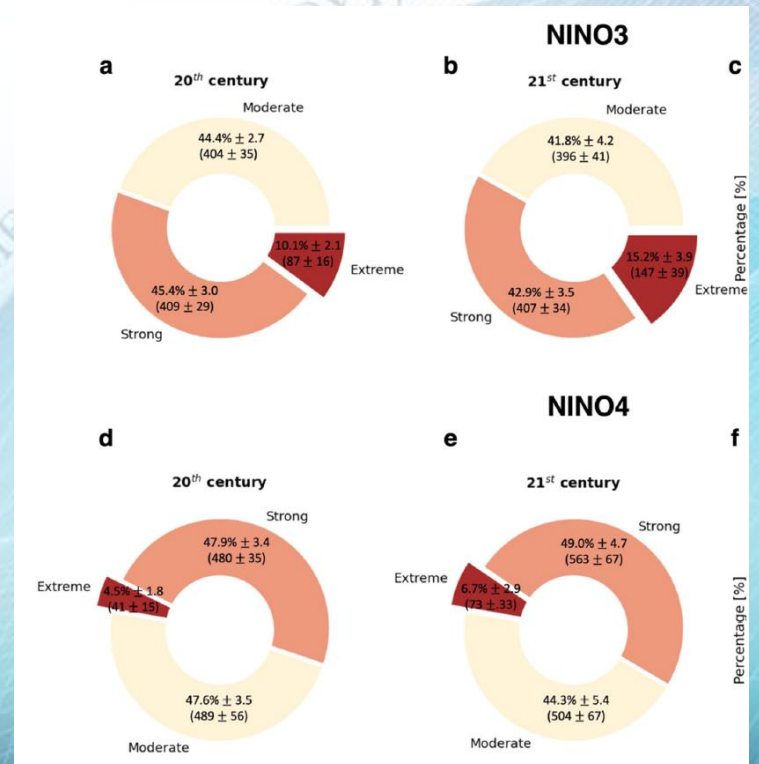 NINO3
a
20th century
Moderate
44.4% ± 2.7
(404 ± 35)
10.1% ± 2.1
(87 ± 16)
Extreme
45.4% ± 3.0
(409 ± 29)
Strong
b
21st century
Moderate
41.8% ± 4.2
(396 ± 41)
15.2% ± 3.9
(147 ± 39)
Extreme
42.9% ± 3.5
(407 ± 34)
Strong
c
Percentage [%]
NINO4
d
20th century
Strong
47.9% ± 3.4
(480 ± 35)
Extreme
4.5% ± 1.8
(41 ± 15)
47.6% ± 3.5
(489 ± 56)
Moderate
e
21st century
Strong
49.0% ± 4.7
(563 ± 67)
Extreme
6.7% ± 2.9
(73 ± 33)
44.3% ± 5.4
(504 ± 67)
Moderate
f
Percentage [%]